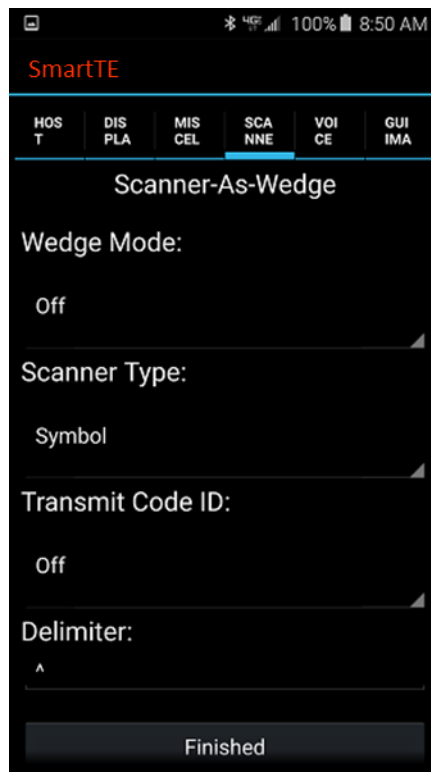 4GE 100% 8:50 AM
SmartTE
HOS DIS MIS SCA VOI GUI
T PLA CEL NNE CE IMA
Scanner-As-Wedge
Wedge Mode:
Off
Scanner Type:
Symbol
Transmit Code ID:
Off
Delimiter:
^
Finished